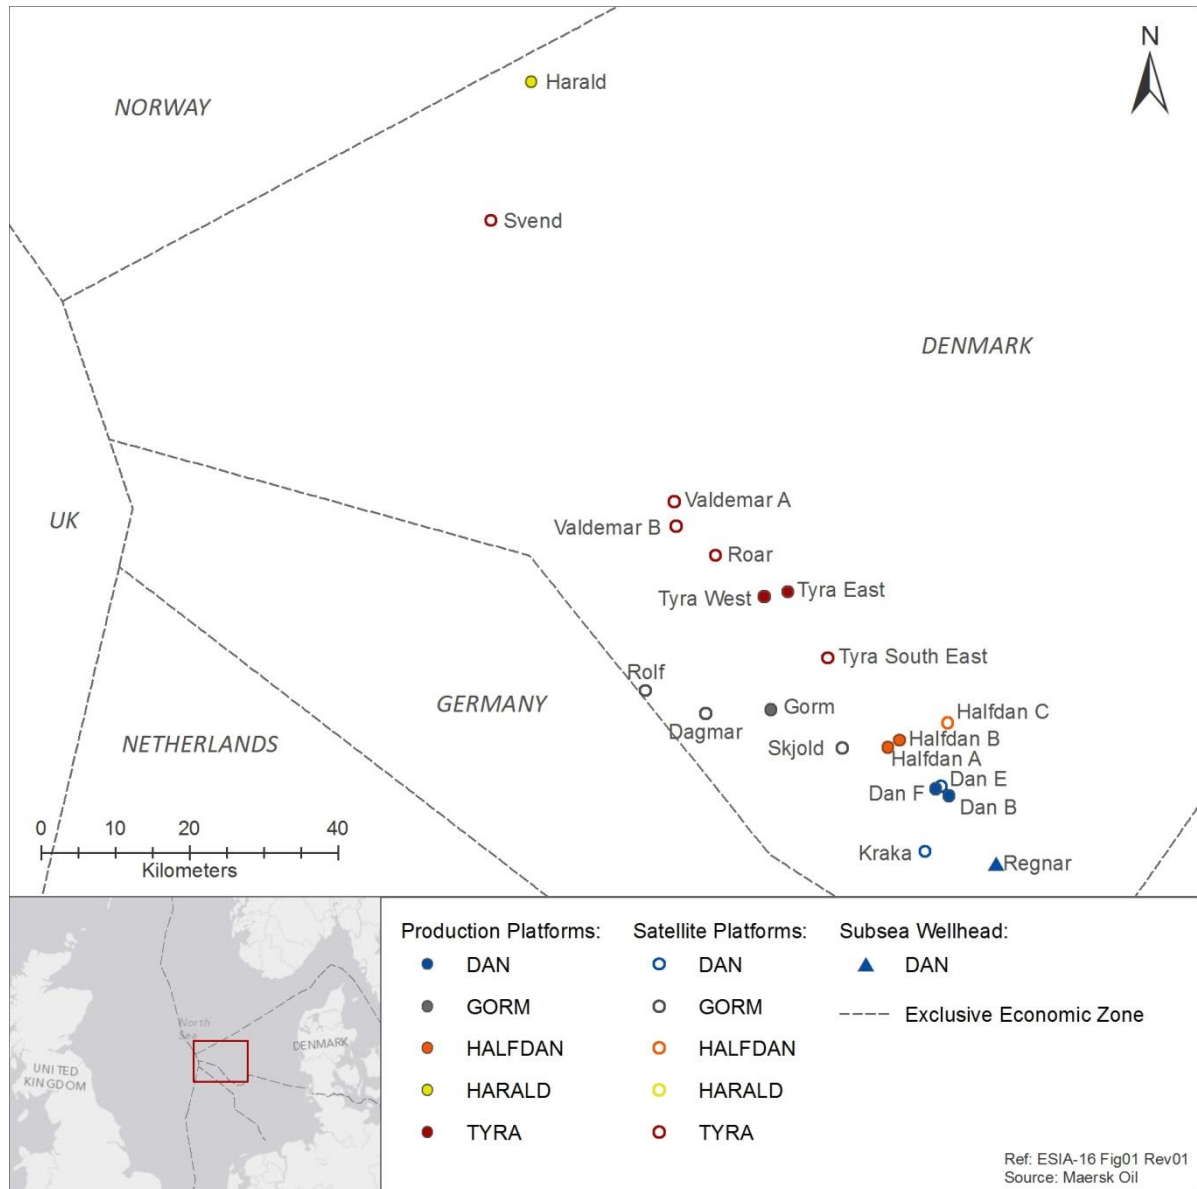 N
Harald
NORWAY
Svend
DENMARK
Valdemar A
UK
Valdemar B
Roar
Tyra East
Tyra West
Tyra South East
Rolf
GERMANY
Gorm
Halfdan C
Dagmar
NETHERLANDS
Skjold
Halfdan B
Halfdan A
Dan E
Dan F
Dan B
0 10 20 40
Kilometers
Kraka
Regnar
North
Sea
DENMARK
UNITED
KINGDOM
Production Platforms: Satellite Platforms: Subsea Wellhead:
DAN DAN DAN
GORM GORM Exclusive Economic Zone
HALFDAN HALFDAN
HARALD HARALD
TYRA TYRA
Ref: ESIA-16 Fig01 Rev01
Source: Maersk Oil